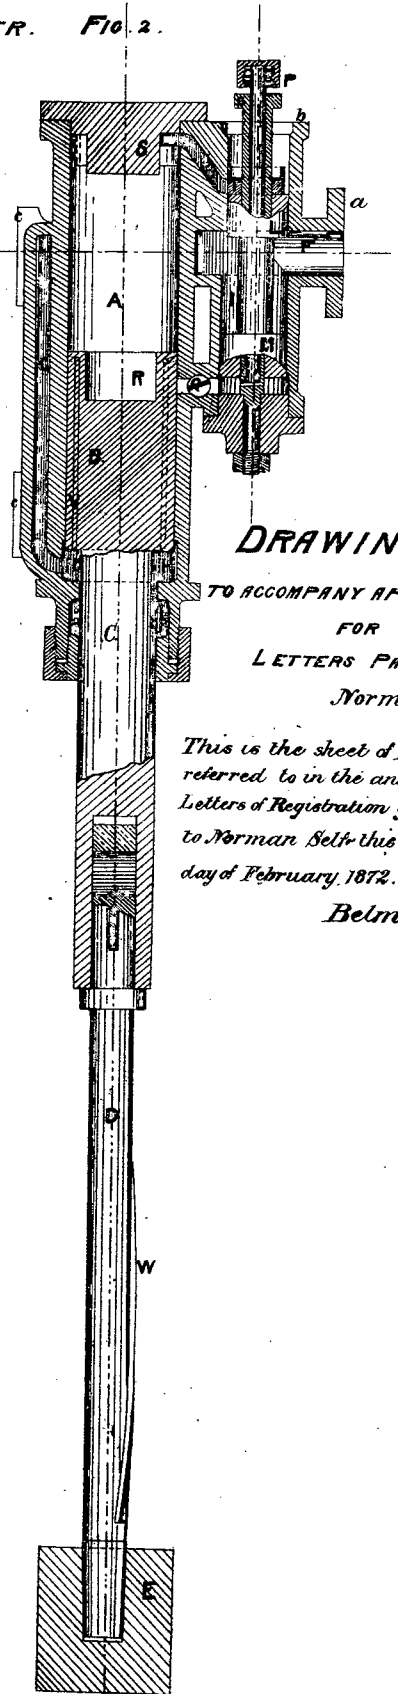 TR. FIG. 2.
P
b
S
a
c
F
A
R
B
c
C
DRAWIN
TO ACCOMPANY AP
FOR
LETTERS PA
Norm
This is the sheet of
referred to in the an
Letters of Registration
to Norman Selfe this
day of February, 1872.
Belm
D
W
E